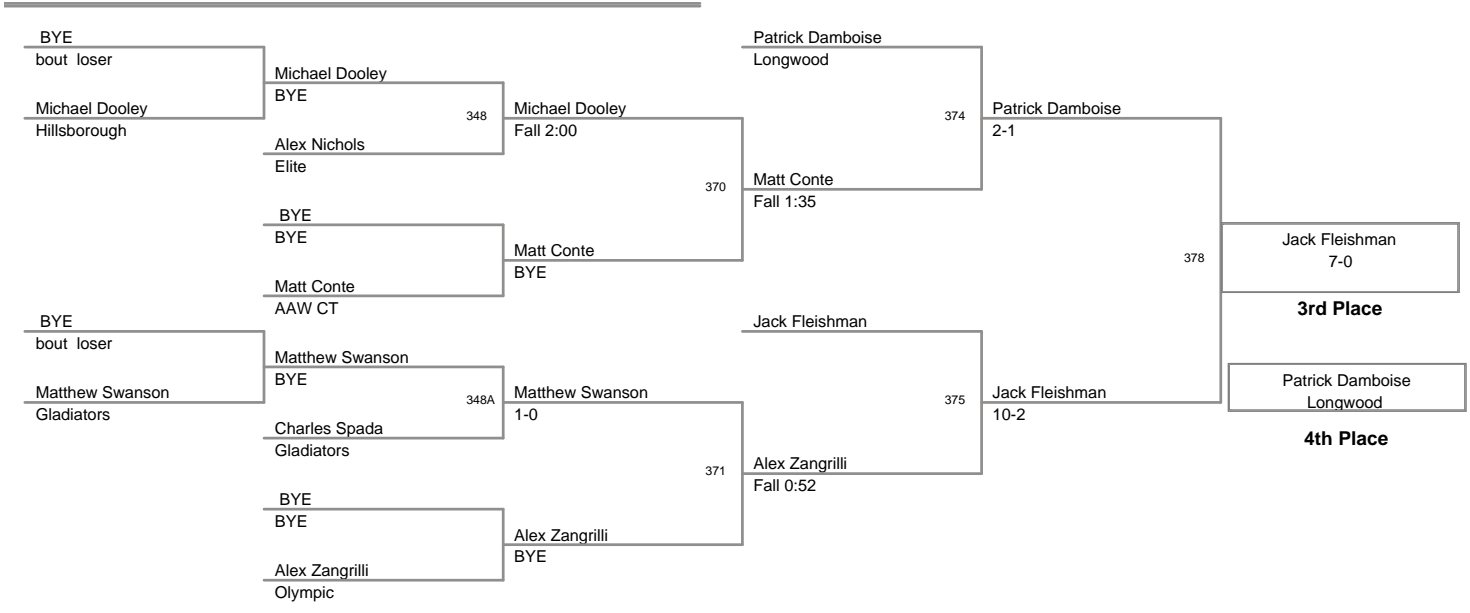 BYE
bout loser
Michael Dooley
Hillsborough
BYE
bout loser
Matthew Swanson
Gladiators
Michael Dooley
BYE
348
Alex Nichols
Elite
BYE
BYE
Matt Conte
AAW CT
Matthew Swanson
BYE
348A
Charles Spada
Gladiators
BYE
BYE
Alex Zangrilli
Olympic
Michael Dooley
Fall 2:00
370
Matt Conte
BYE
Matthew Swanson
1-0
371
Alex Zangrilli
BYE
Patrick Damboise
Longwood
374
Matt Conte
Fall 1:35
Jack Fleishman
375
Alex Zangrilli
Fall 0:52
Patrick Damboise
2-1
378
Jack Fleishman
10-2
Jack Fleishman
7-0
3rd Place
Patrick Damboise
Longwood
4th Place